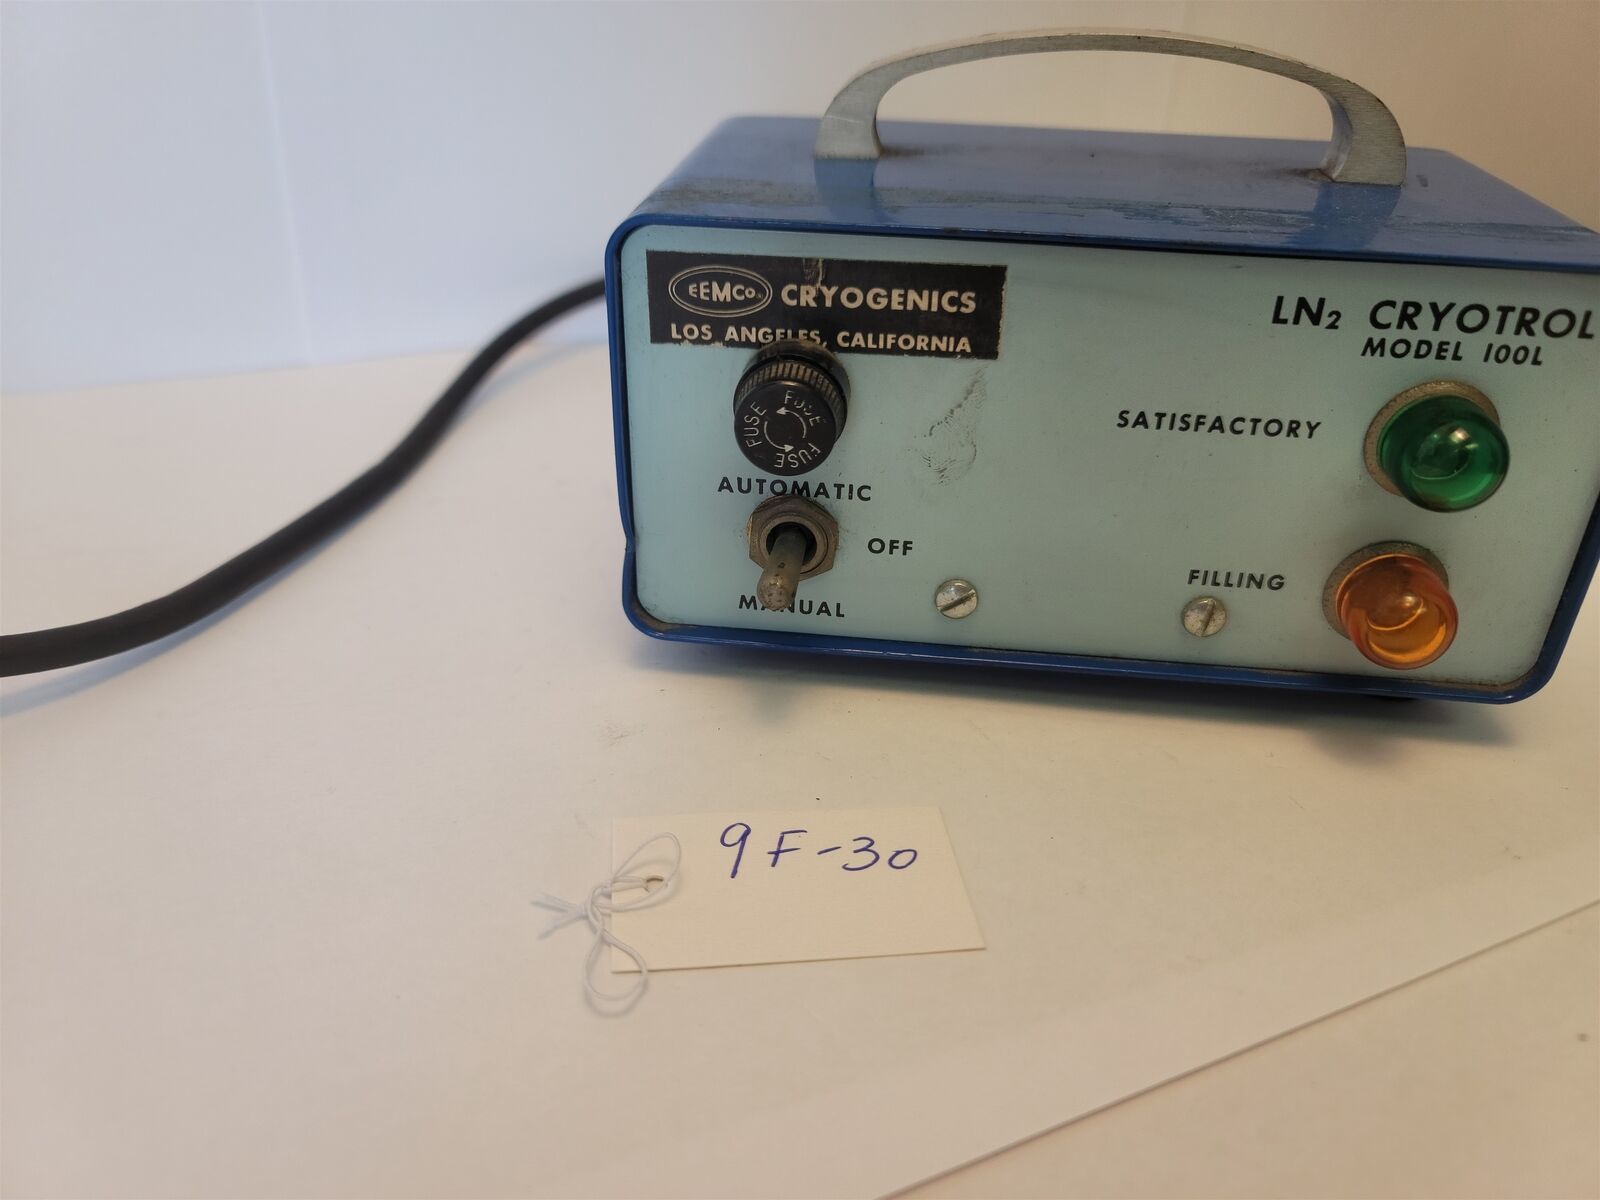 EEMCO. CRYOGENICS
LOS ANGELES, CALIFORNIA
LN₂ CRYOTROL
MODEL 100L
FUSE FUSE FUSE
SATISFACTORY
AUTOMATIC
OFF
MANUAL
FILLING
9F-30